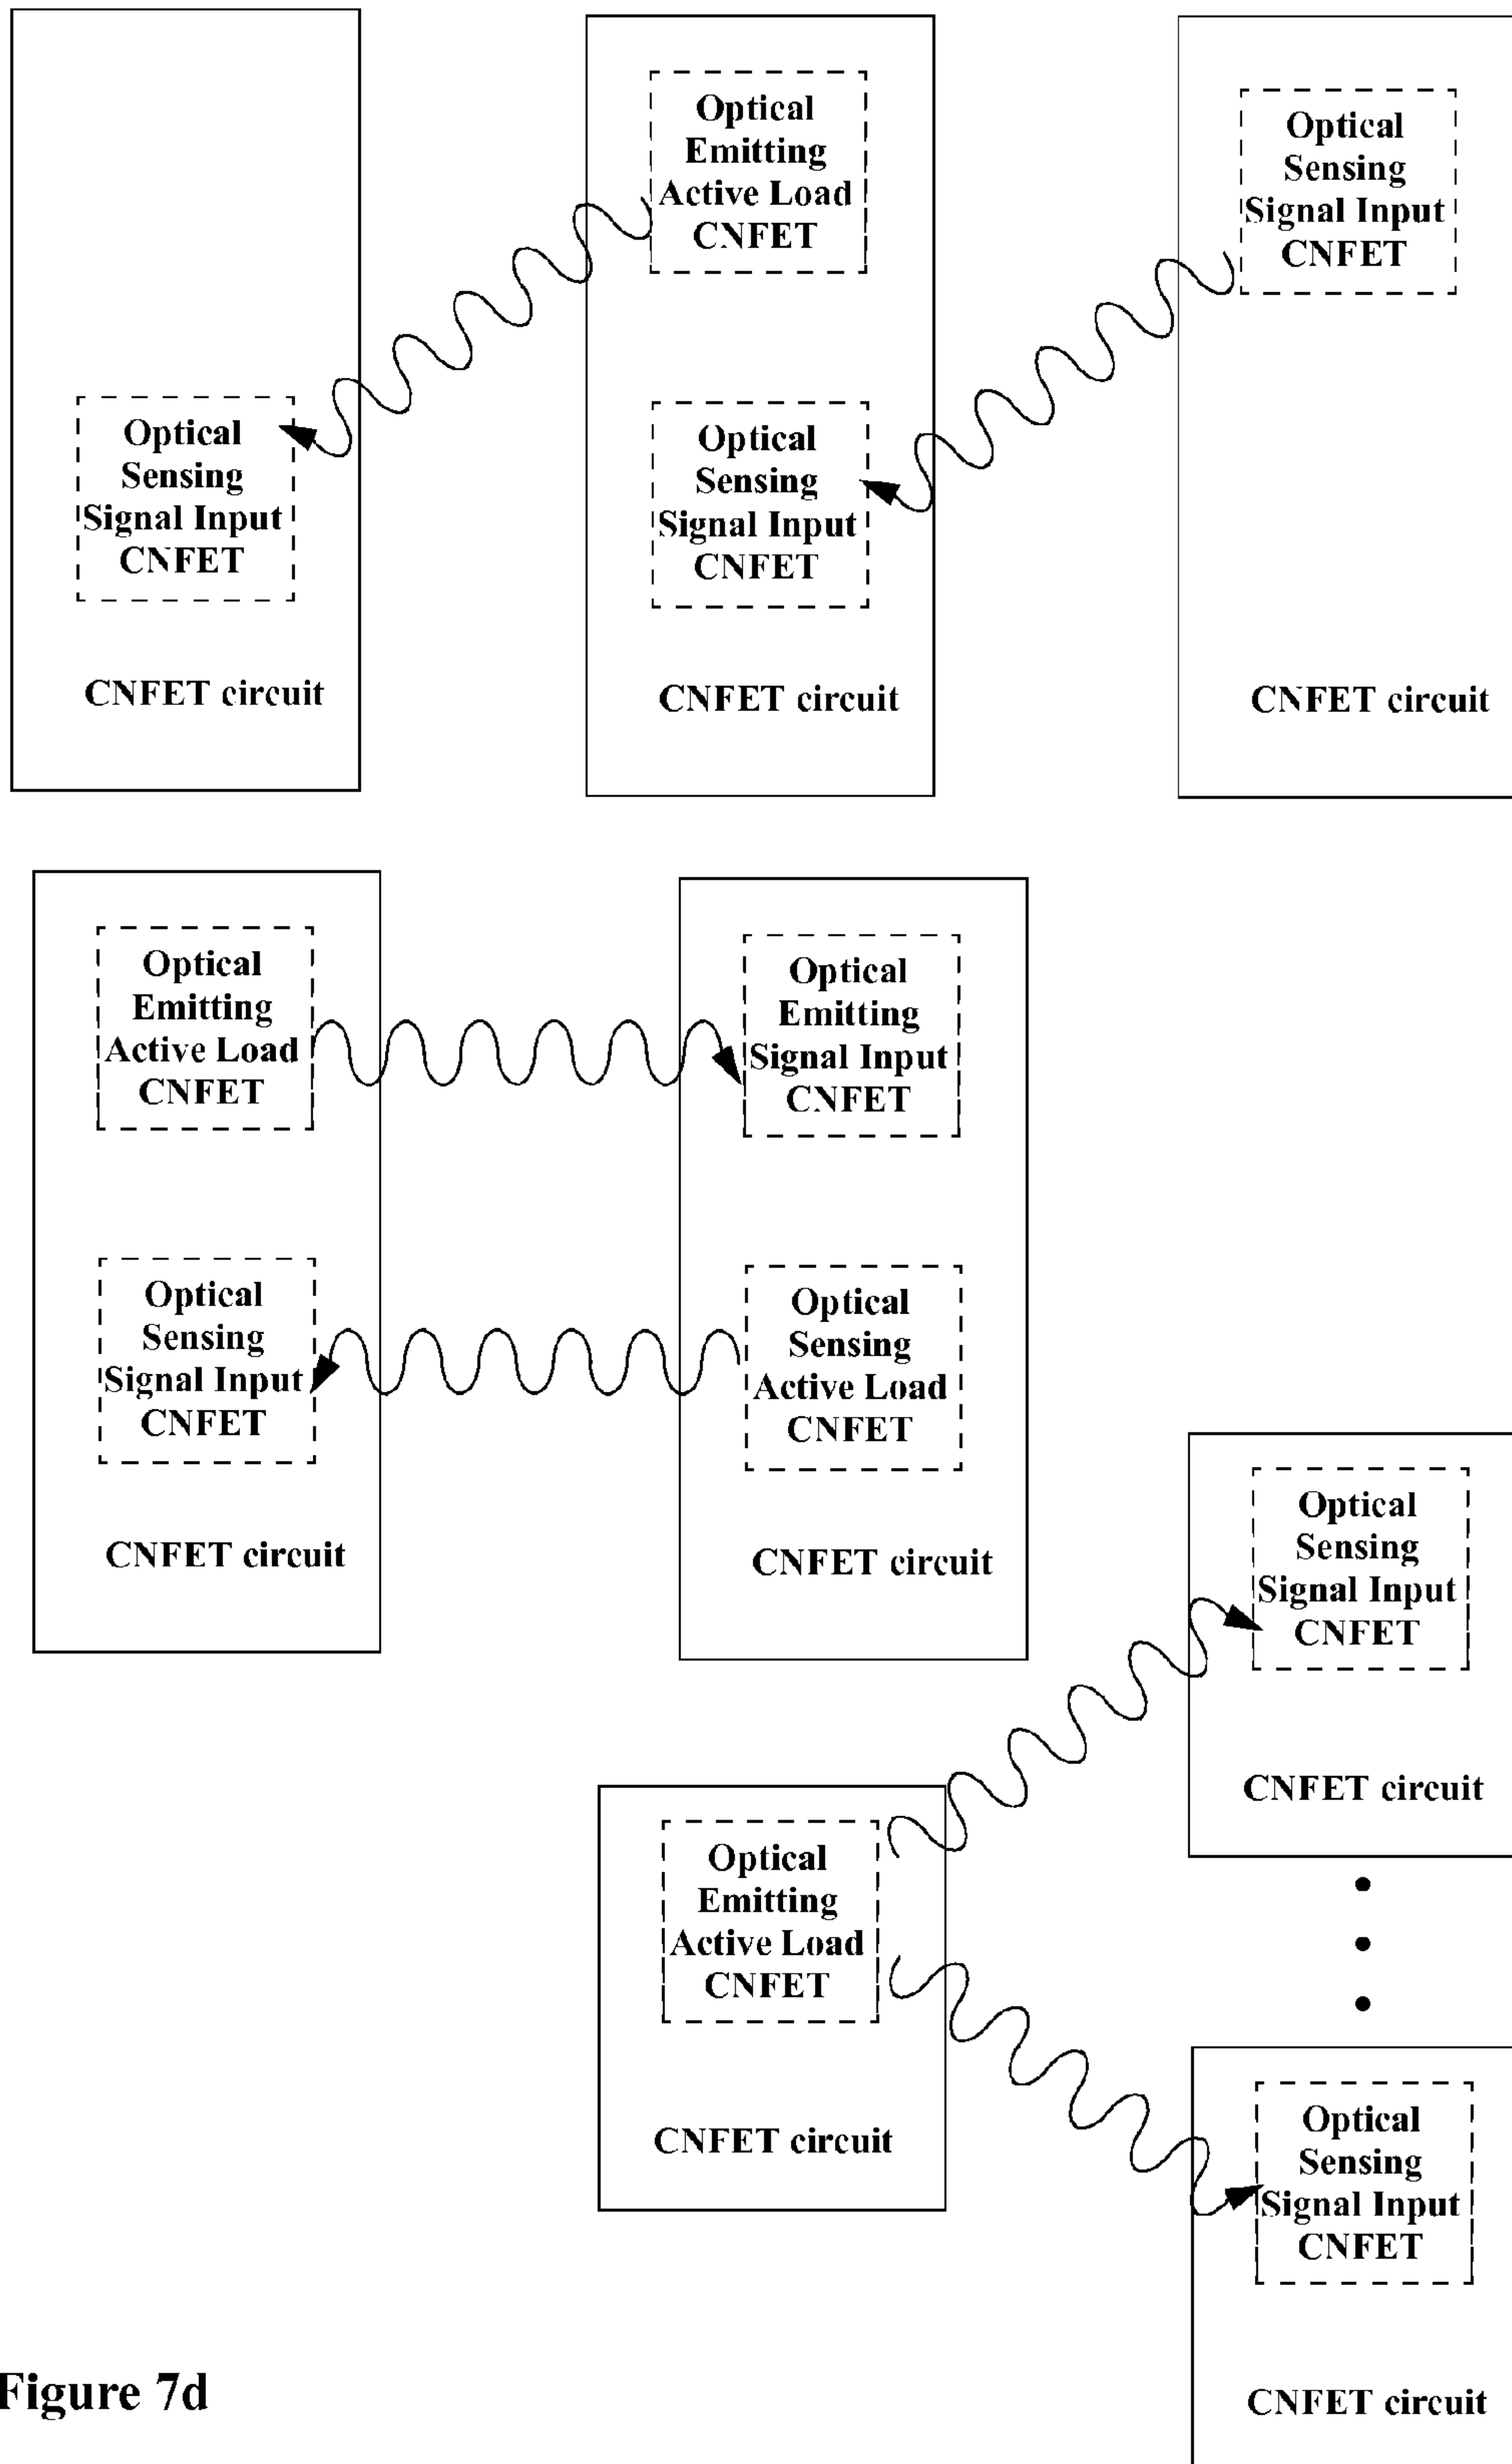 Optical
Emitting
Active Load
CNFET
Optical
Sensing
Signal Input
CNFET
Optical
Sensing
Signal Input
CNFET
Optical
Sensing
Signal Input
CNFET
CNFET circuit
CNFET circuit
CNFET circuit
Optical
Emitting
Active Load
CNFET
Optical
Emitting
Signal Input
CNFET
Optical
Sensing
Signal Input
CNFET
Optical
Sensing
Active Load
CNFET
CNFET circuit
CNFET circuit
Optical
Sensing
Signal Input
CNFET
CNFET circuit
Optical
Emitting
Active Load
CNFET
CNFET circuit
Optical
Sensing
Signal Input
CNFET
CNFET circuit
Figure 7d